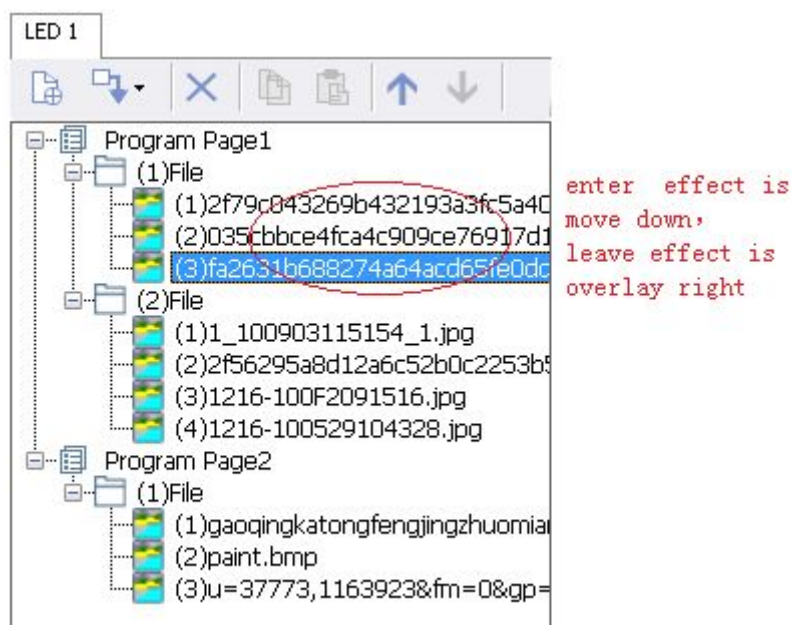 LED 1
Program Page1
(1)File
(1)2f79c043269b432193a3fc5a40
(2)035cbbce4fca4c909ce76917d1
(3)fa2631b688274a64acd65fe0dc
enter effect is
move down,
leave effect is
overlay right
(2)File
(1)1_100903115154_1.jpg
(2)2f56295a8d12a6c52b0c2253b5
(3)1216-100F2091516.jpg
(4)1216-100529104328.jpg
Program Page2
(1)File
(1)gaoqingkatongfengjingzhuomian
(2)paint.bmp
(3)u=37773,1163923&fm=0&gp=